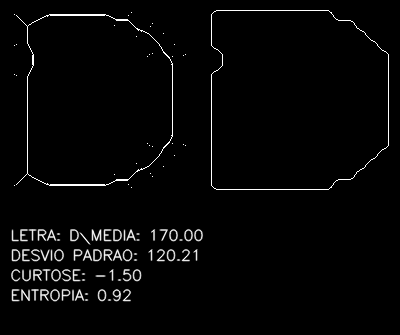 LETRA: D\MEDIA: 170.00
DESVIO PADRAO: 120.21
CURTOSE: -1.50
ENTROPIA: 0.92